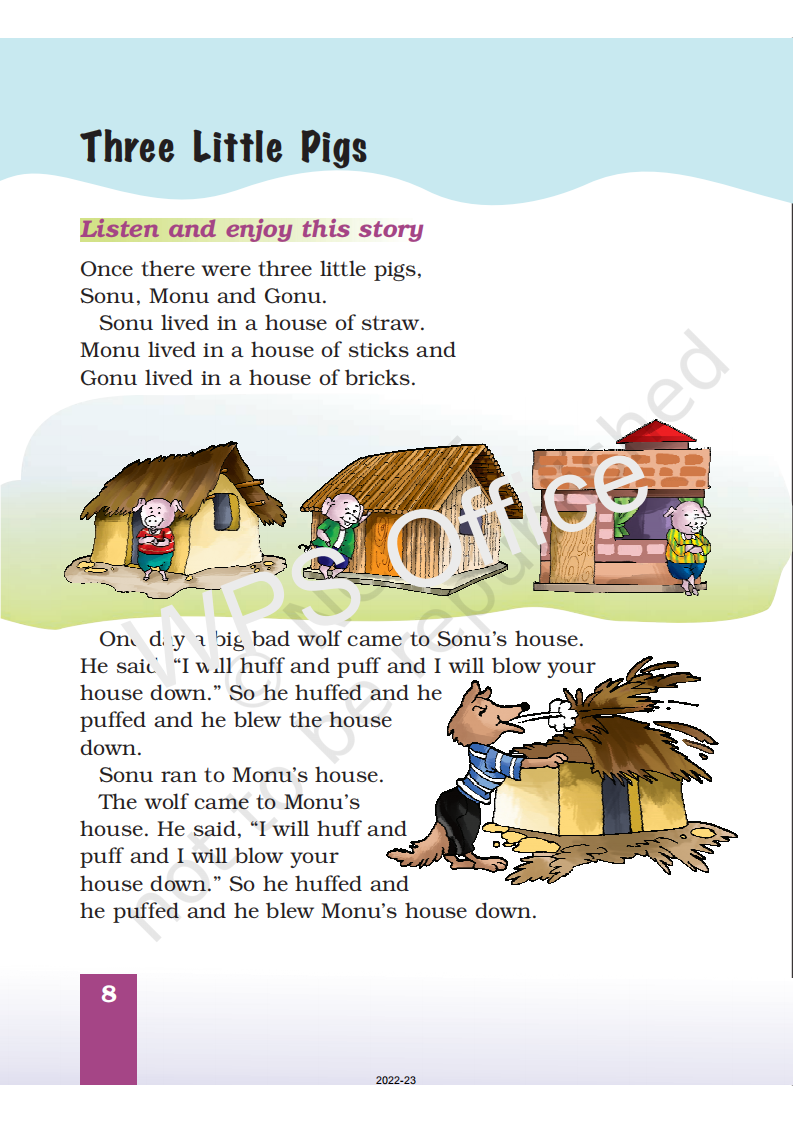 Three Little Pigs
Listen and enjoy this story
Once there were three little pigs,
Sonu, Monu and Gonu.
Sonu lived in a house of straw.
Monu lived in a house of sticks and
Gonu lived in a house of bricks.
WPS Office
© not to be republished
One day a big bad wolf came to Sonu's house.
He said, “I will huff and puff and I will blow your
house down.” So he huffed and he
puffed and he blew the house
down.
Sonu ran to Monu's house.
The wolf came to Monu's
house. He said, “I will huff and
puff and I will blow your
house down.” So he huffed and
he puffed and he blew Monu's house down.
8
2022-23